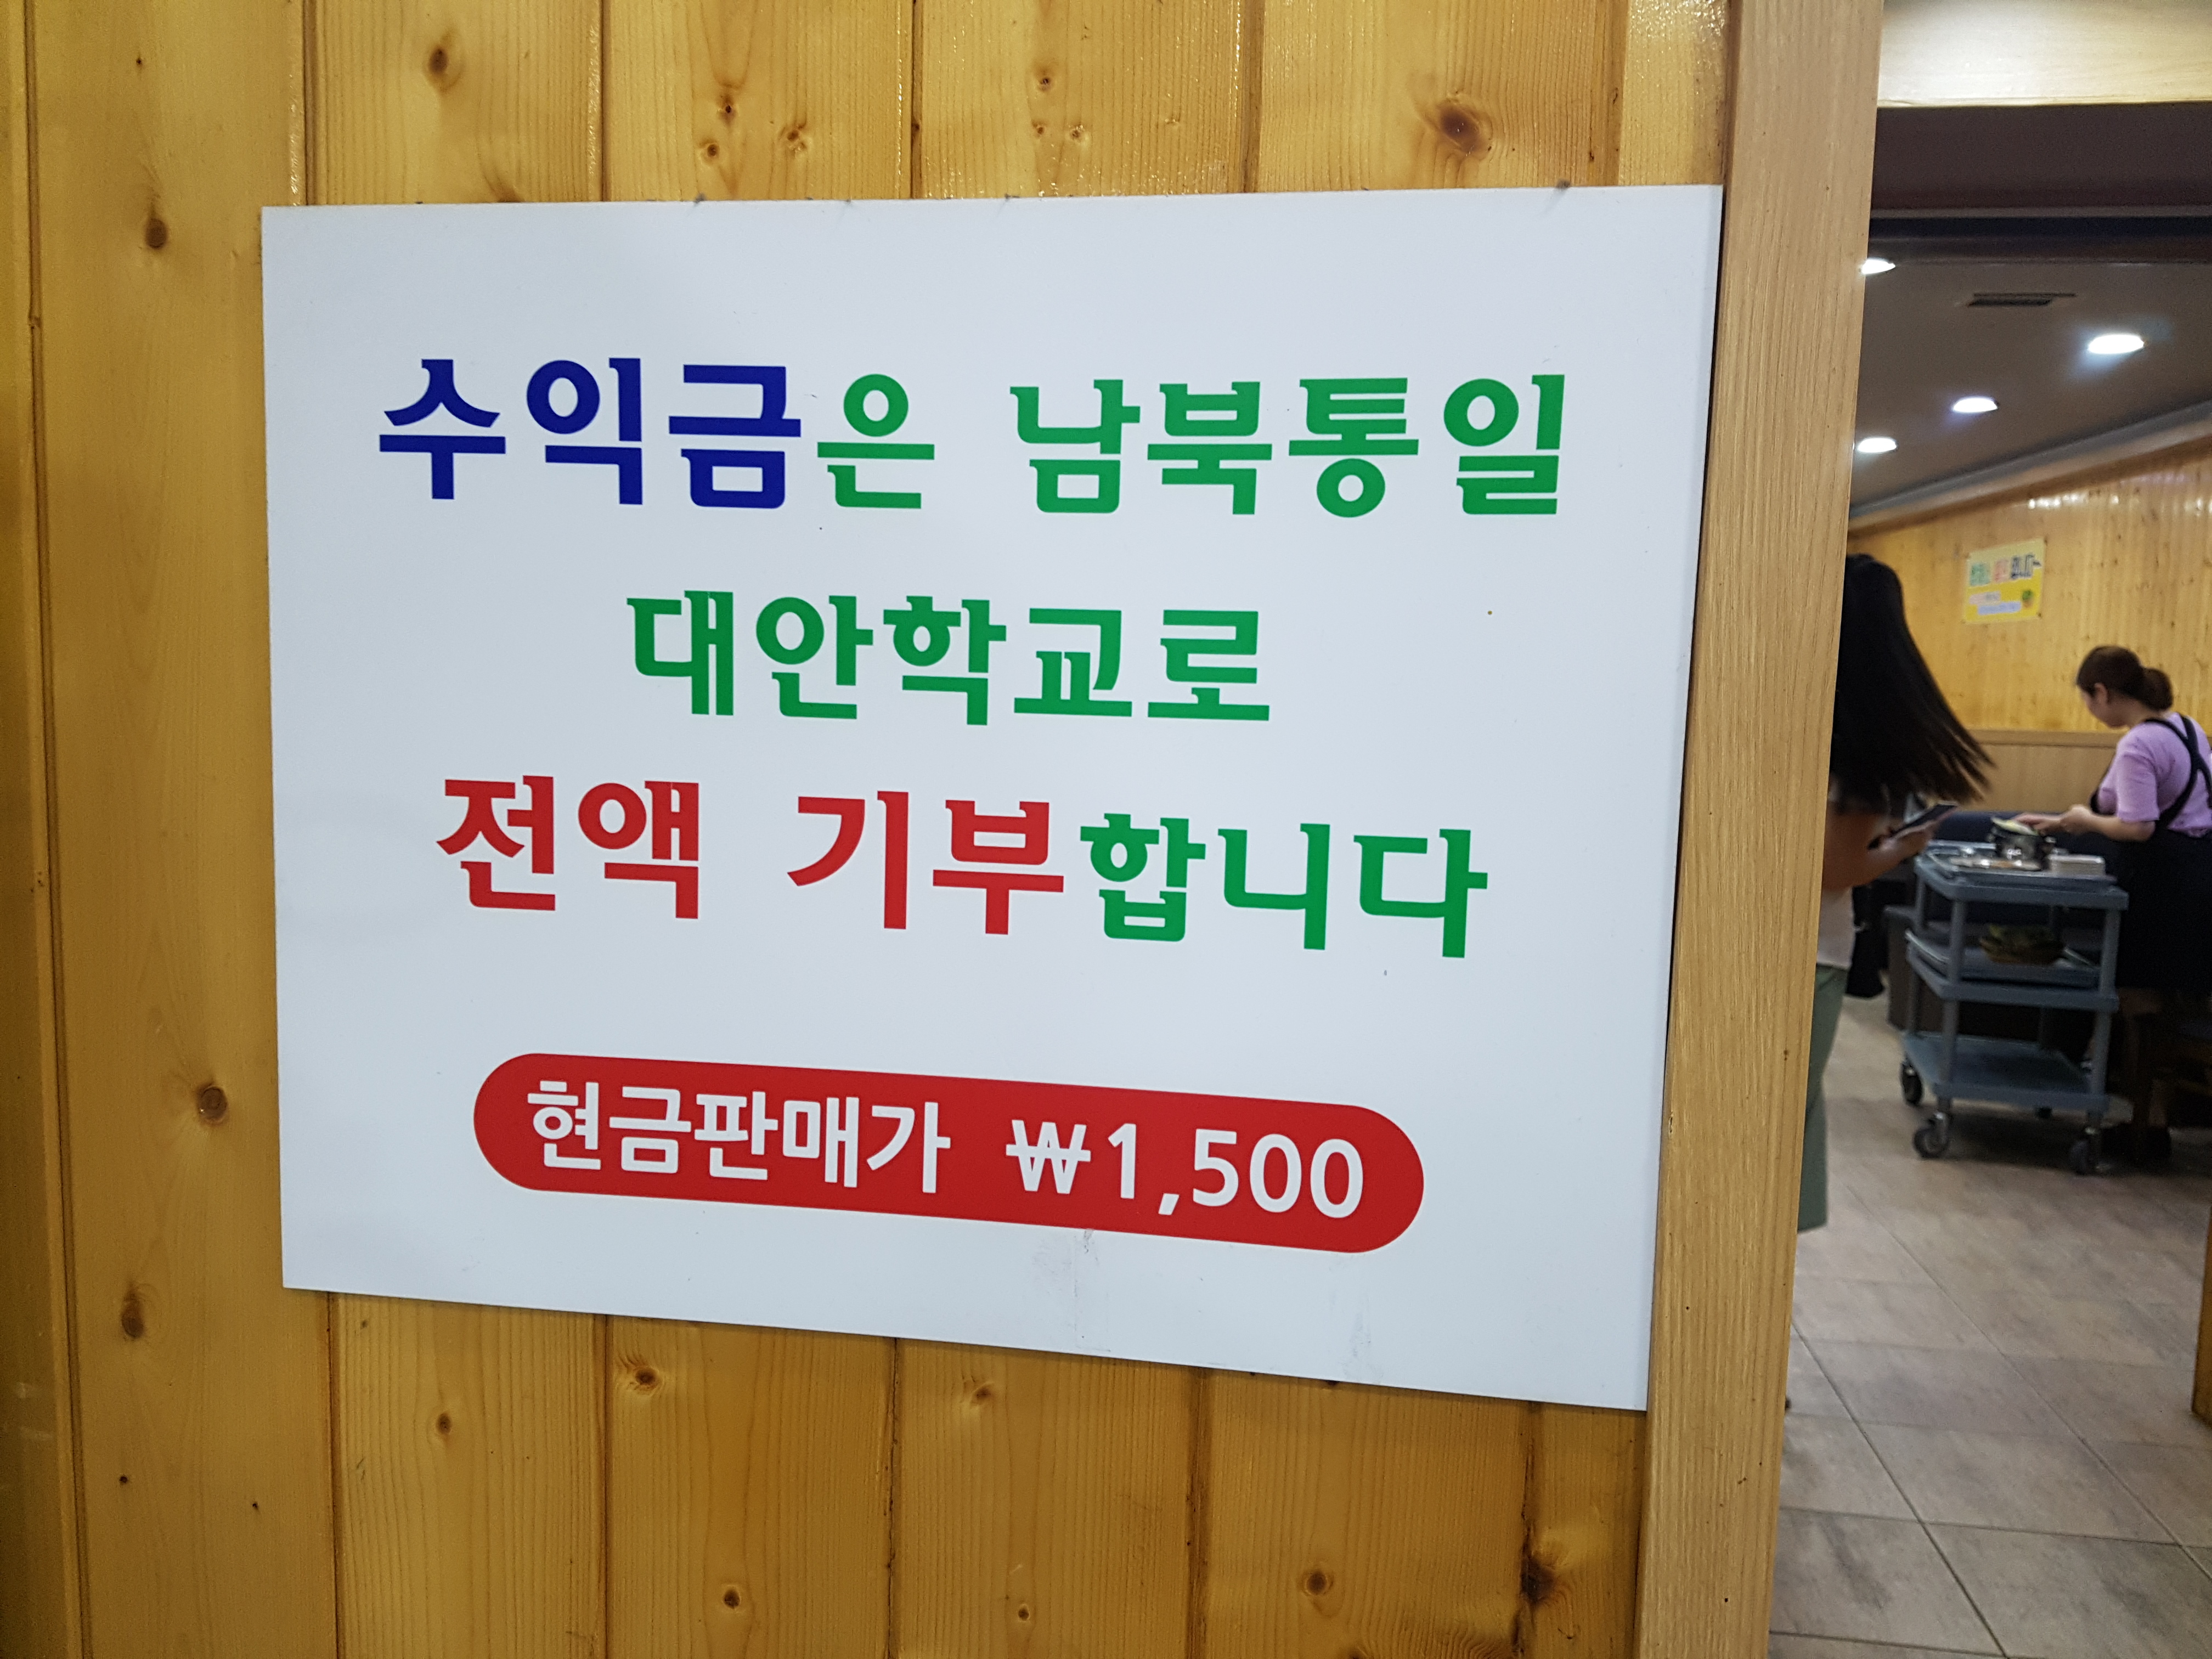 수익금은 남북통일
대안학교로
전액 기부합니다
현금판매가 ₩1,500